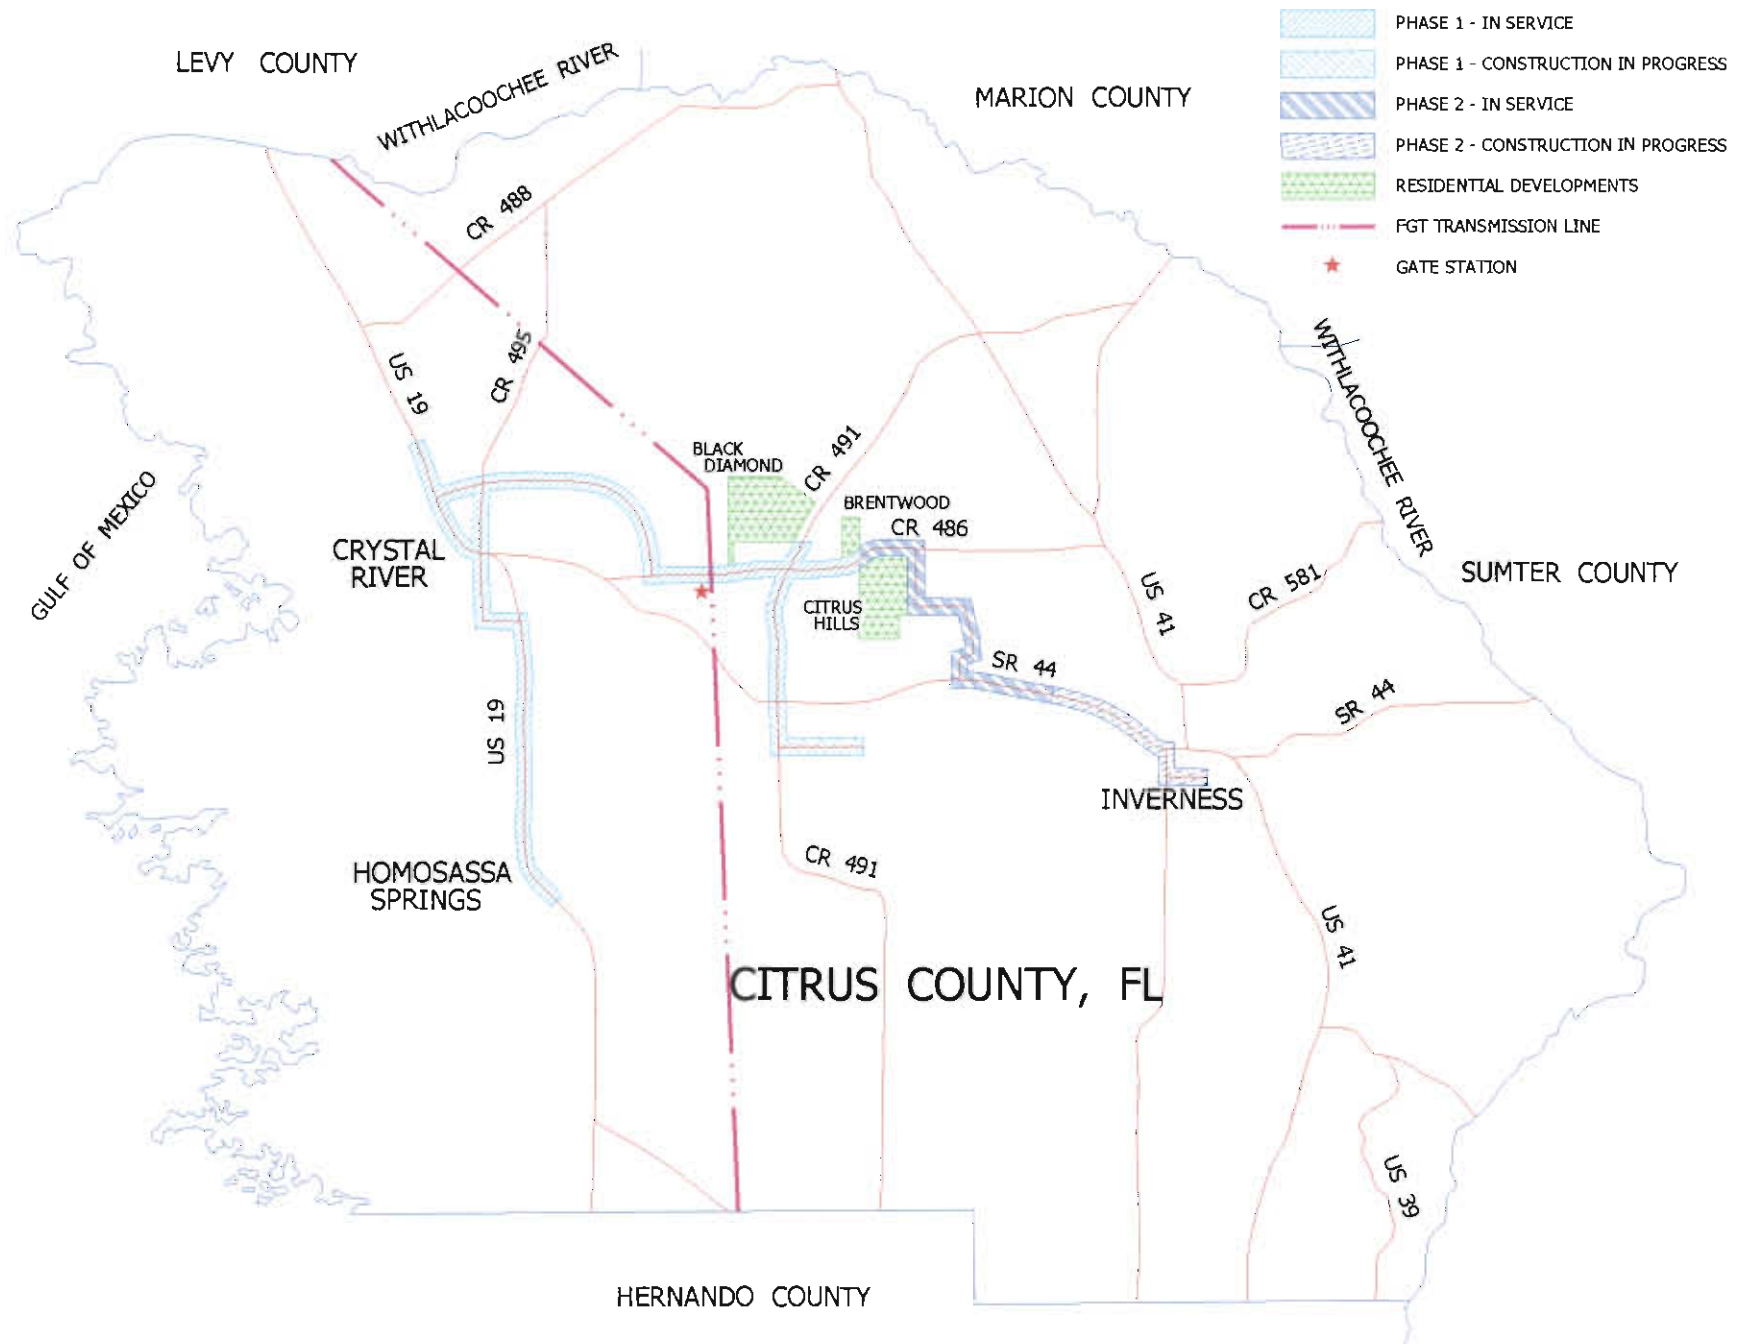 PHASE 1 - IN SERVICE
PHASE 1 - CONSTRUCTION IN PROGRESS
PHASE 2 - IN SERVICE
PHASE 2 - CONSTRUCTION IN PROGRESS
RESIDENTIAL DEVELOPMENTS
FGT TRANSMISSION LINE
GATE STATION
LEVY COUNTY
WITHLACOOCHEE RIVER
MARION COUNTY
CR 488
US 19
CR 495
WITHLACOOCHEE RIVER
BLACK
DIAMOND
CR 491
BRENTWOOD
CR 486
GULF OF MEXICO
CRYSTAL
RIVER
CITRUS
HILLS
US 41
CR 581
SUMTER COUNTY
SR 44
SR 44
US 19
INVERNESS
HOMOSASSA
SPRINGS
CR 491
US 41
CITRUS COUNTY, FL
US 39
HERNANDO COUNTY